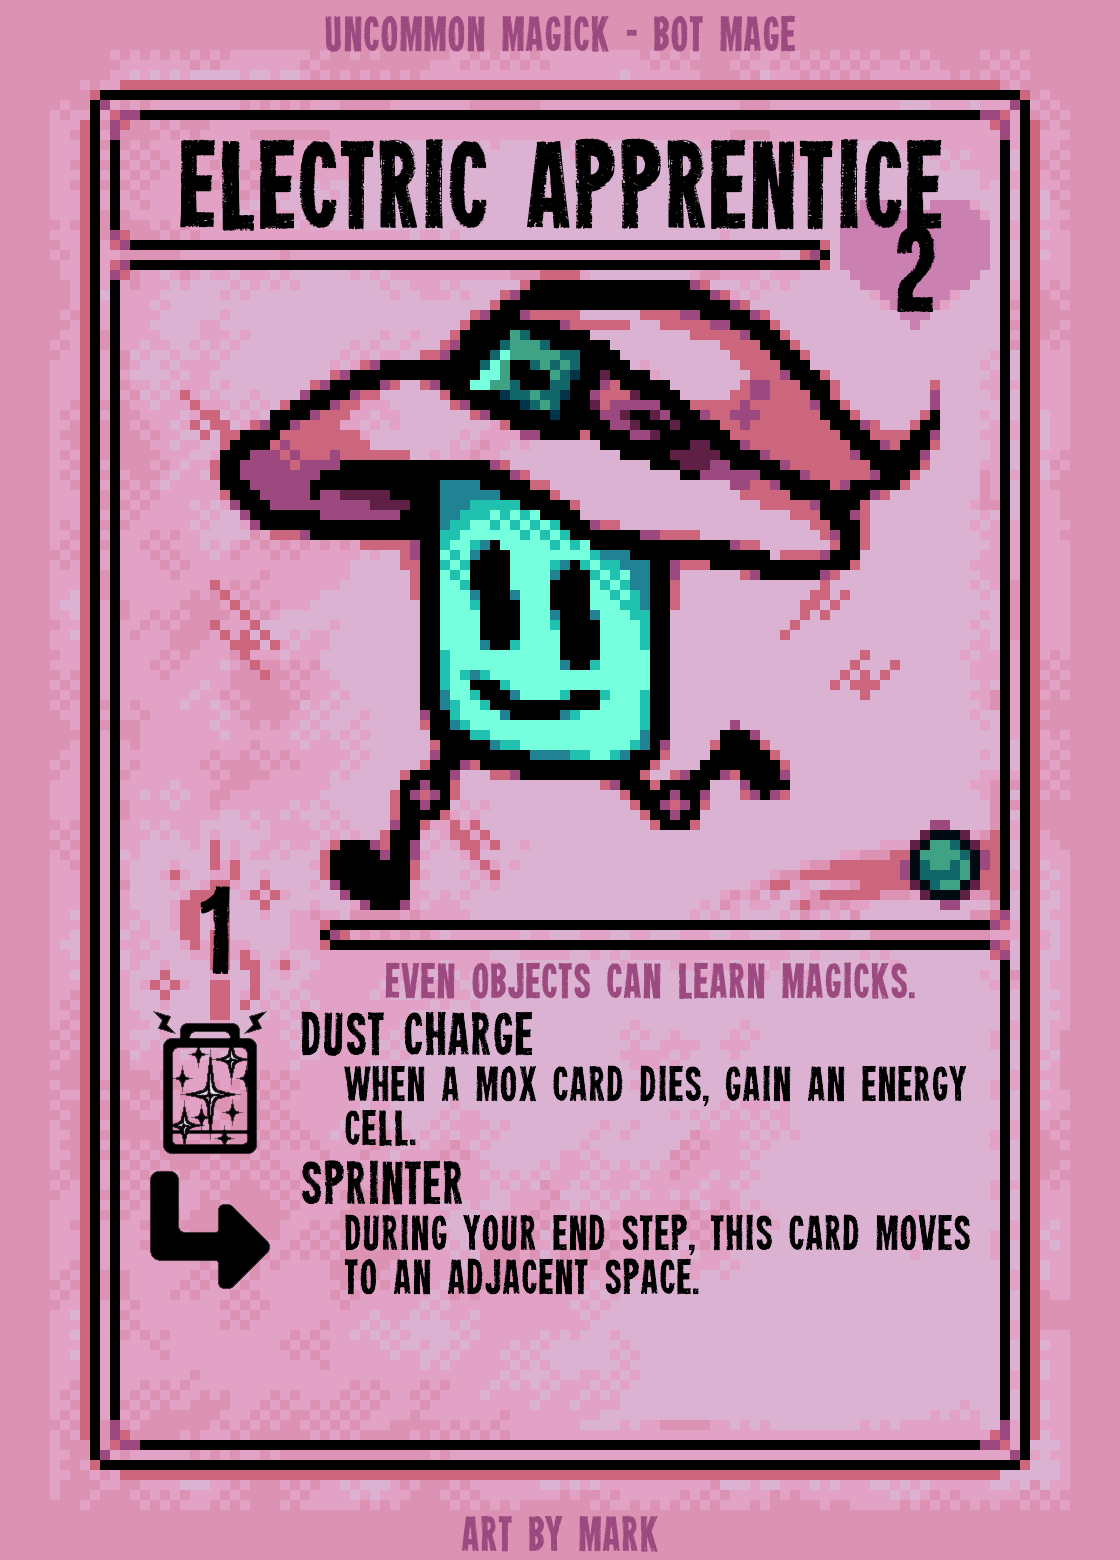 UNCOMMON MAGICK - BOT MAGE
ELECTRIC APPRENTICE
2
1
EVEN OBJECTS CAN LEARN MAGICKS.
DUST CHARGE
WHEN A MOX CARD DIES, GAIN AN ENERGY
CELL.
SPRINTER
DURING YOUR END STEP, THIS CARD MOVES
TO AN ADJACENT SPACE.
ART BY MARK